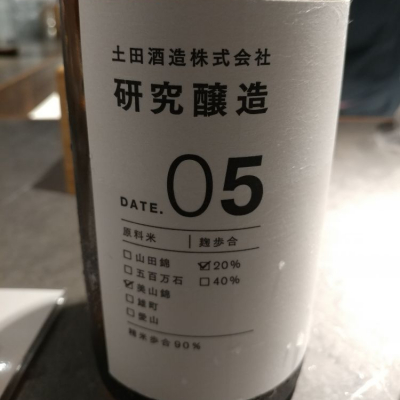 土田酒造株式会社
研究醸造
DATE. 05
原料米 麹歩合
☐山田錦 ☑20%
☐五百万石 ☐40%
☑美山錦
☐雄町
☐愛山
精米歩合90%